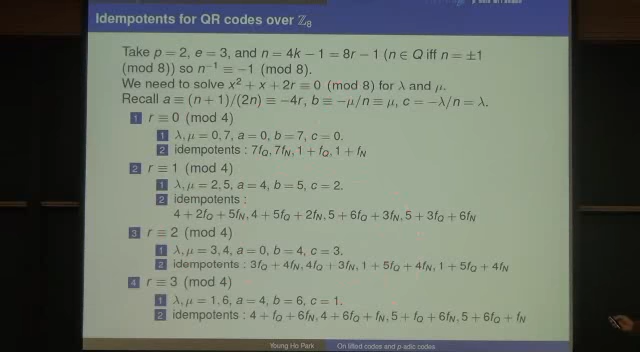 Idempotents for QR codes over ℤ₈
Take p = 2, e = 3, and n = 4k − 1 = 8r − 1 (n ∈ Q iff n = ±1
(mod 8)) so n⁻¹ ≡ −1 (mod 8).
We need to solve x² + x + 2r ≡ 0 (mod 8) for λ and μ.
Recall a ≡ (n + 1)/(2n) ≡ −4r, b ≡ −μ/n ≡ μ, c = −λ/n = λ.
1 r ≡ 0 (mod 4)
1 λ, μ = 0, 7, a = 0, b = 7, c = 0.
2 idempotents : 7f_Q, 7f_N, 1 + f_Q, 1 + f_N
2 r ≡ 1 (mod 4)
1 λ, μ = 2, 5, a = 4, b = 5, c = 2.
2 idempotents :
4 + 2f_Q + 5f_N, 4 + 5f_Q + 2f_N, 5 + 6f_Q + 3f_N, 5 + 3f_Q + 6f_N
3 r ≡ 2 (mod 4)
1 λ, μ = 3, 4, a = 0, b = 4, c = 3.
2 idempotents : 3f_Q + 4f_N, 4f_Q + 3f_N, 1 + 5f_Q + 4f_N, 1 + 5f_Q + 4f_N
4 r ≡ 3 (mod 4)
1 λ, μ = 1, 6, a = 4, b = 6, c = 1.
2 idempotents : 4 + f_Q + 6f_N, 4 + 6f_Q + f_N, 5 + f_Q + 6f_N, 5 + 6f_Q + f_N
Young Ho Park On lifted codes and p-adic codes